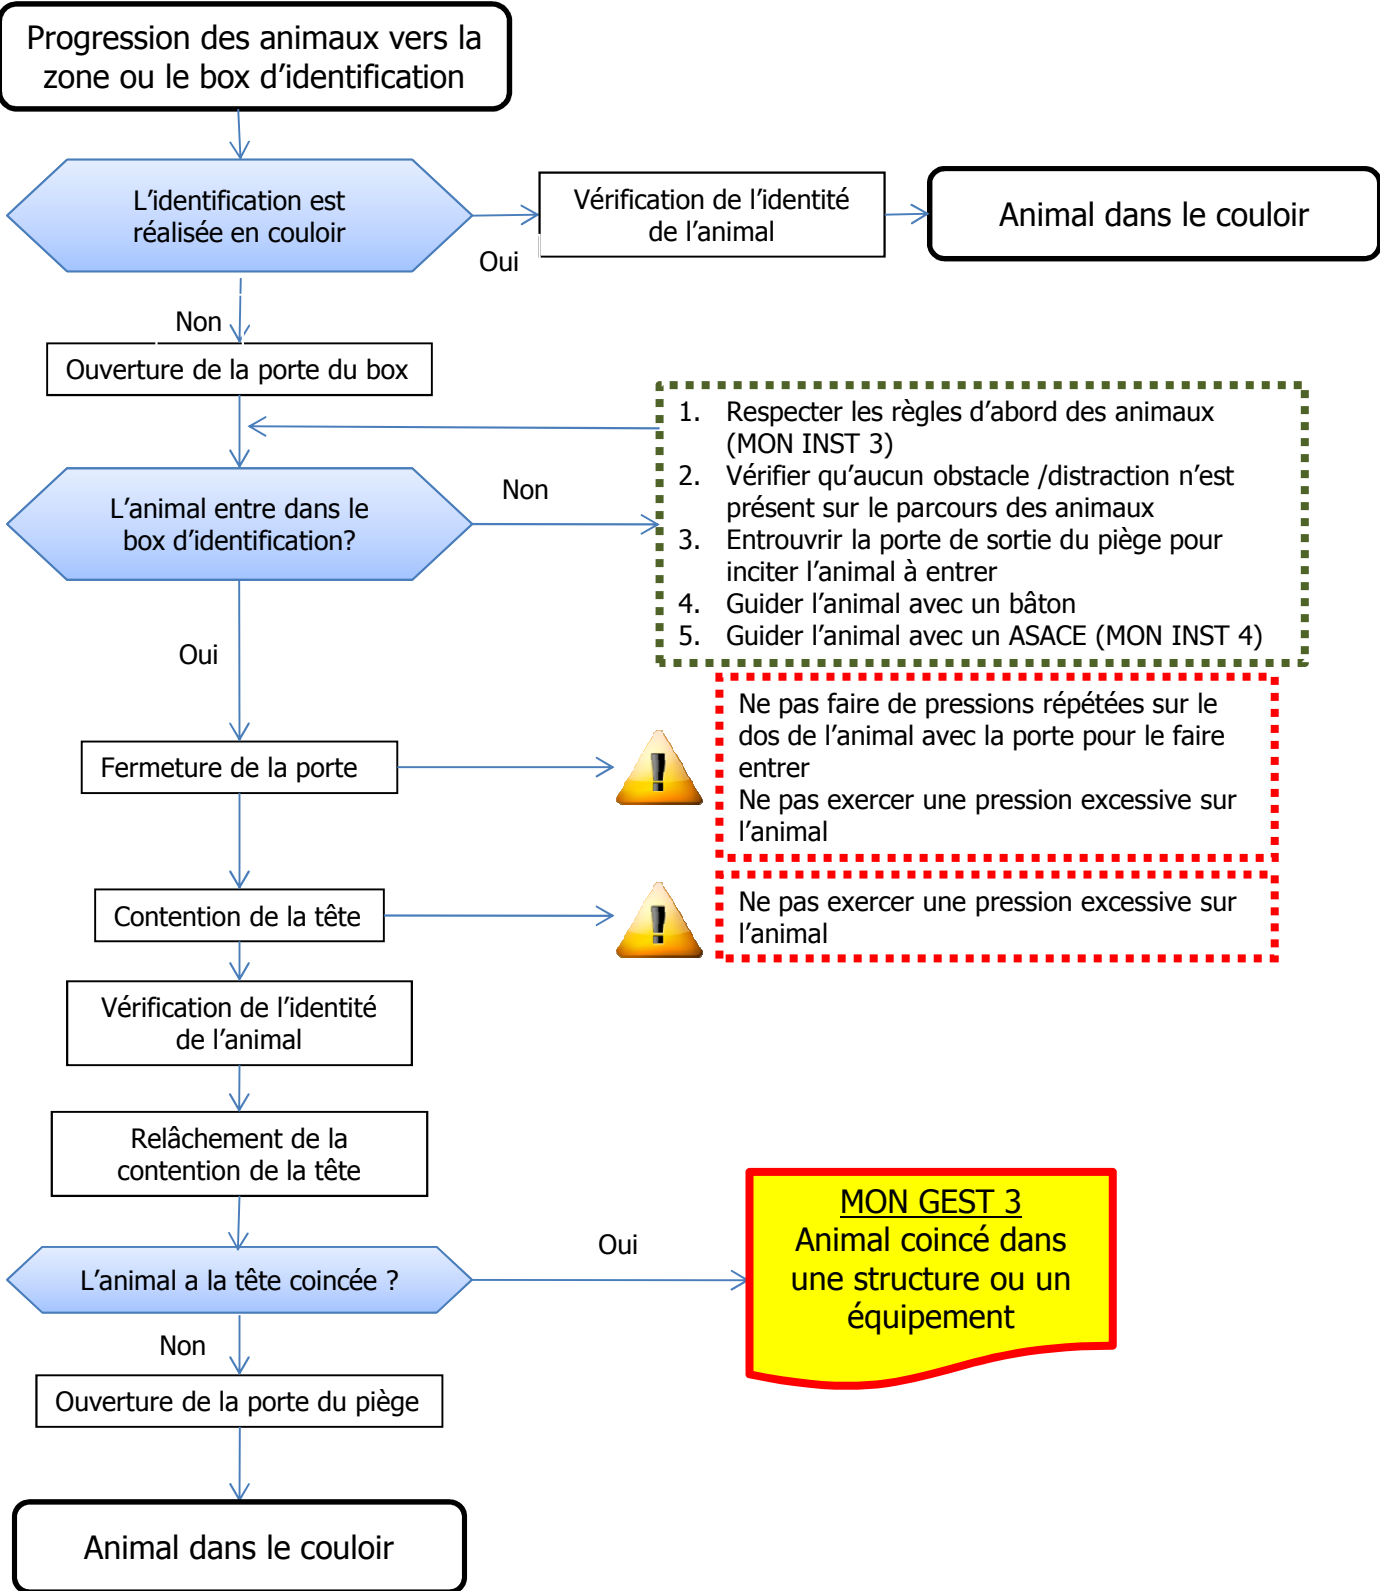 Progression des animaux vers la
zone ou le box d’identification
L’identification est
réalisée en couloir
Vérification de l’identité
de l’animal
Animal dans le couloir
Oui
Non
Ouverture de la porte du box
1. Respecter les règles d’abord des animaux
(MON INST 3)
2. Vérifier qu’aucun obstacle /distraction n’est
présent sur le parcours des animaux
3. Entrouvrir la porte de sortie du piège pour
inciter l’animal à entrer
4. Guider l’animal avec un bâton
5. Guider l’animal avec un ASACE (MON INST 4)
L’animal entre dans le
box d’identification?
Non
Oui
Fermeture de la porte
Ne pas faire de pressions répétées sur le
dos de l’animal avec la porte pour le faire
entrer
Ne pas exercer une pression excessive sur
l’animal
Contention de la tête
Ne pas exercer une pression excessive sur
l’animal
Vérification de l’identité
de l’animal
Relâchement de la
contention de la tête
L’animal a la tête coincée ?
Oui
MON GEST 3
Animal coincé dans
une structure ou un
équipement
Non
Ouverture de la porte du piège
Animal dans le couloir